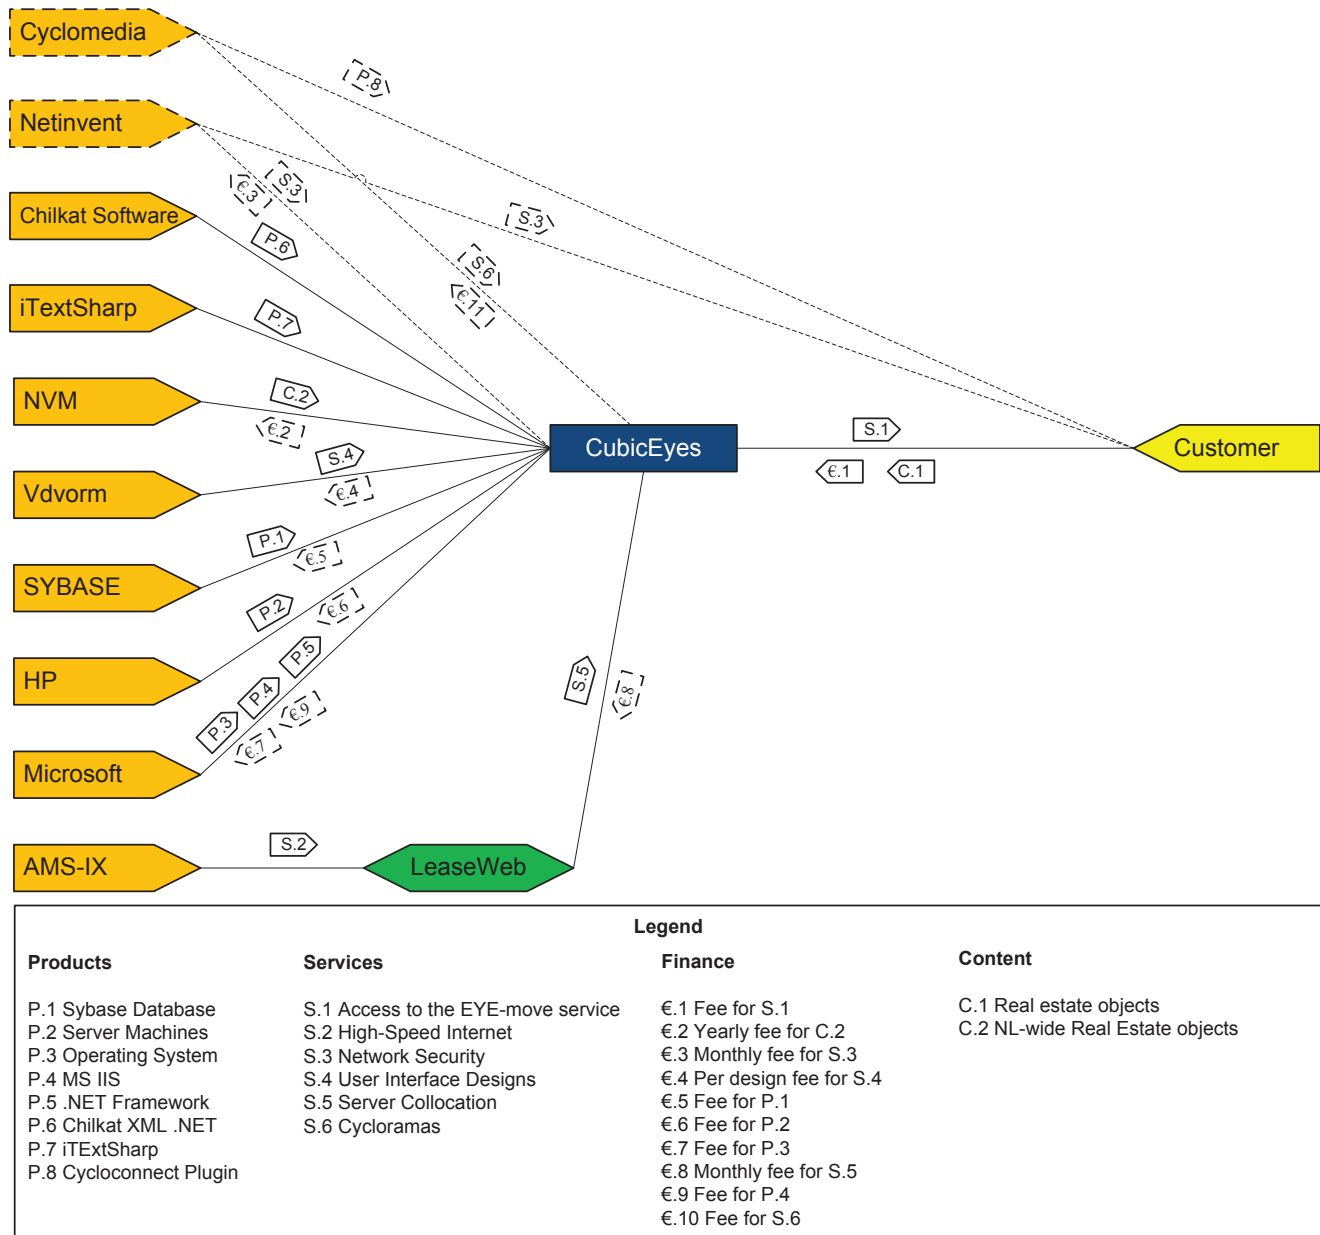 Cyclomedia
P.8
Netinvent
€.3
S.3
S.3
Chilkat Software
P.6
S.6
€.11
iTextSharp
P.7
NVM
C.2
€.2
CubicEyes
S.1
€.1
C.1
Customer
Vdvorm
S.4
€.4
SYBASE
P.1
€.5
HP
P.2
€.6
Microsoft
P.3
P.4
P.5
€.7
€.9
S.5
€.8
AMS-IX
S.2
LeaseWeb
Legend
Products
P.1 Sybase Database
P.2 Server Machines
P.3 Operating System
P.4 MS IIS
P.5 .NET Framework
P.6 Chilkat XML .NET
P.7 iTExtSharp
P.8 Cycloconnect Plugin
Services
S.1 Access to the EYE-move service
S.2 High-Speed Internet
S.3 Network Security
S.4 User Interface Designs
S.5 Server Collocation
S.6 Cycloramas
Finance
€.1 Fee for S.1
€.2 Yearly fee for C.2
€.3 Monthly fee for S.3
€.4 Per design fee for S.4
€.5 Fee for P.1
€.6 Fee for P.2
€.7 Fee for P.3
€.8 Monthly fee for S.5
€.9 Fee for P.4
€.10 Fee for S.6
Content
C.1 Real estate objects
C.2 NL-wide Real Estate objects